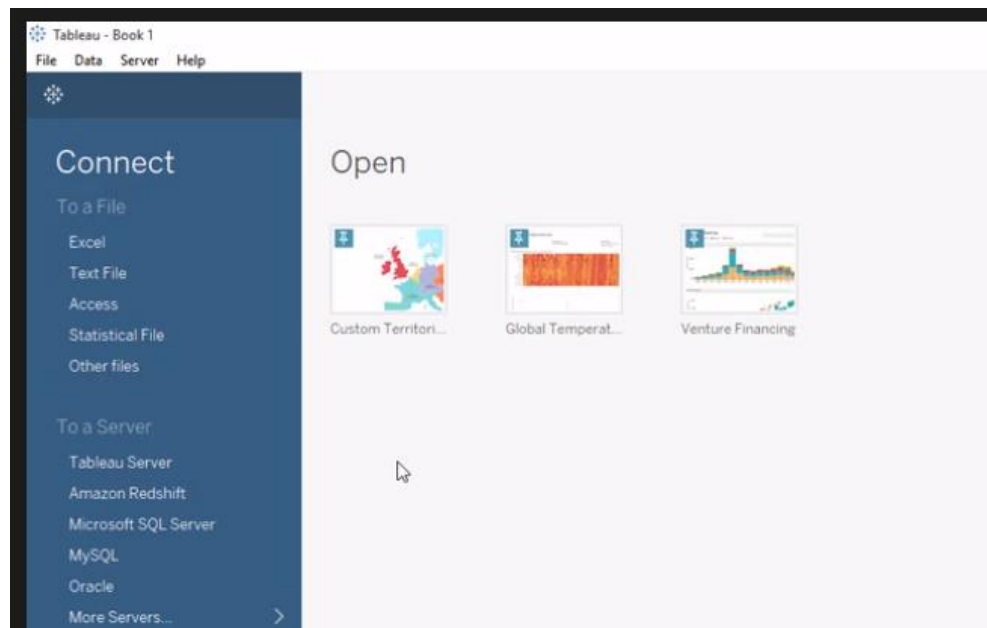 Tableau - Book 1
File Data Server Help
Connect
To a File
Excel
Text File
Access
Statistical File
Other files
To a Server
Tableau Server
Amazon Redshift
Microsoft SQL Server
MySQL
Oracle
More Servers...
Open
Custom Territori...
Global Temperat...
Venture Financing